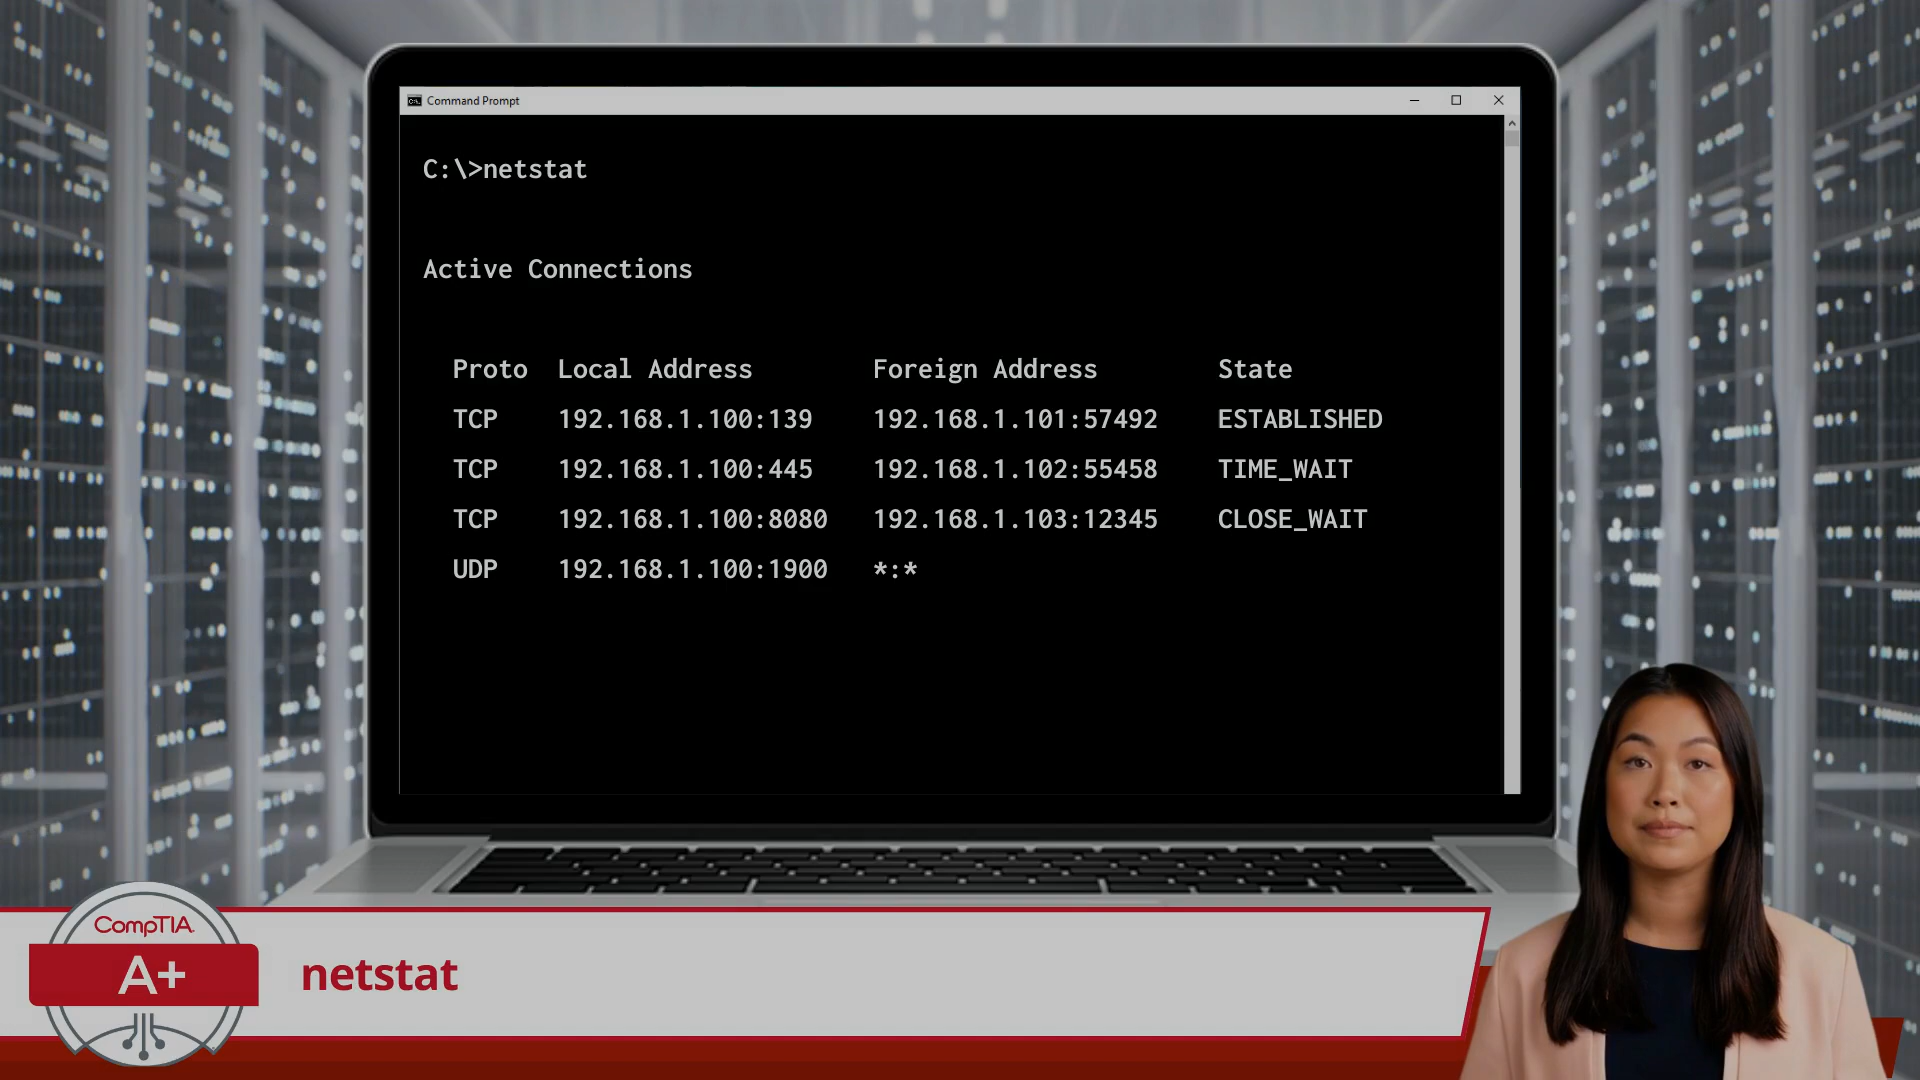 Command Prompt
C:\>netstat
Active Connections
Proto Local Address Foreign Address State
TCP 192.168.1.100:139 192.168.1.101:57492 ESTABLISHED
TCP 192.168.1.100:445 192.168.1.102:55458 TIME_WAIT
TCP 192.168.1.100:8080 192.168.1.103:12345 CLOSE_WAIT
UDP 192.168.1.100:1900 *:*
CompTIA
A+
netstat